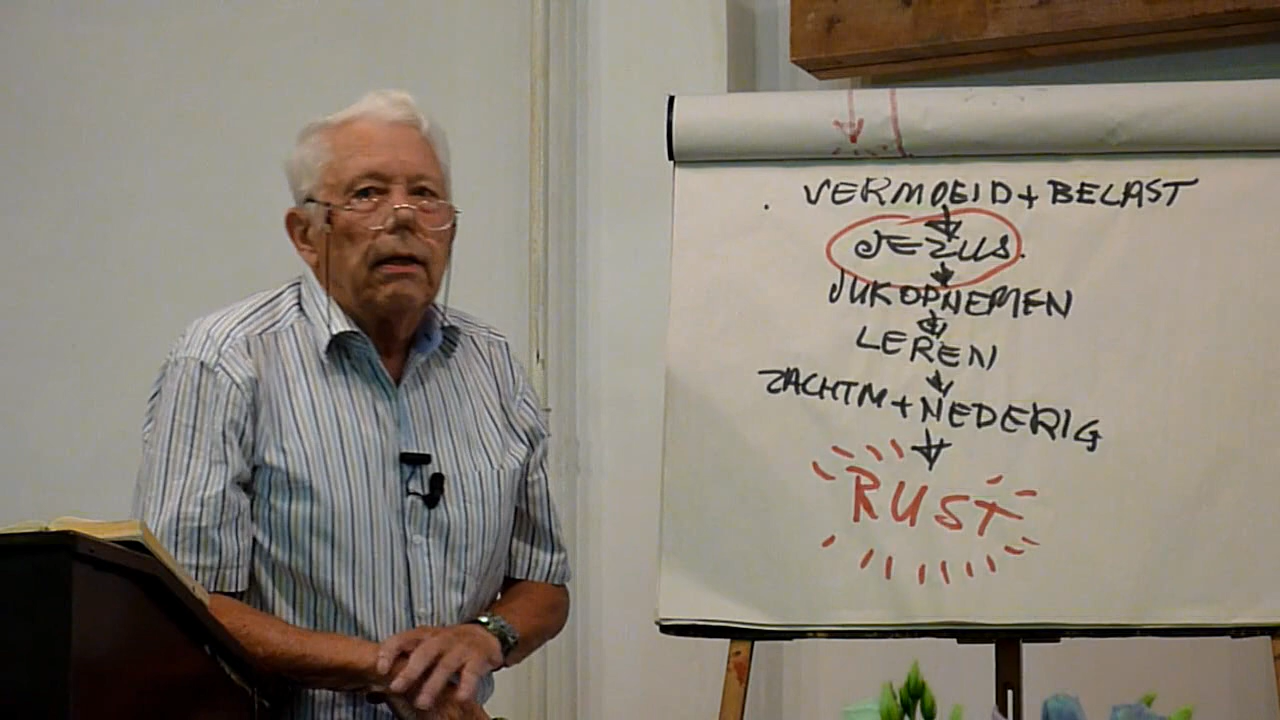 VERMOEID + BELAST
JEZUS.
JUK OPNEMEN
LEREN
ZACHTM + NEDERIG
RUST